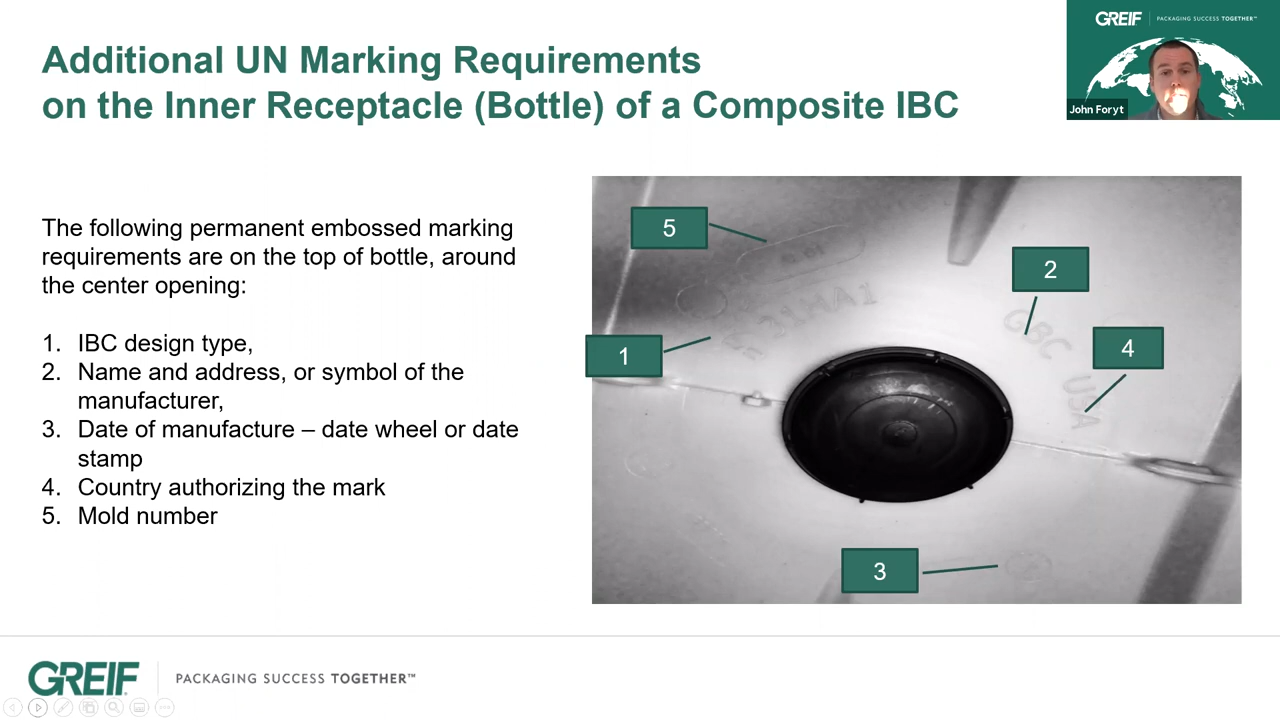 GREIF PACKAGING SUCCESS TOGETHER™
John Foryt
Additional UN Marking Requirements
on the Inner Receptacle (Bottle) of a Composite IBC
The following permanent embossed marking
requirements are on the top of bottle, around
the center opening:
1. IBC design type,
2. Name and address, or symbol of the
manufacturer,
3. Date of manufacture – date wheel or date
stamp
4. Country authorizing the mark
5. Mold number
5
2
31HA1
GBC USA
4
1
3
GREIF PACKAGING SUCCESS TOGETHER™